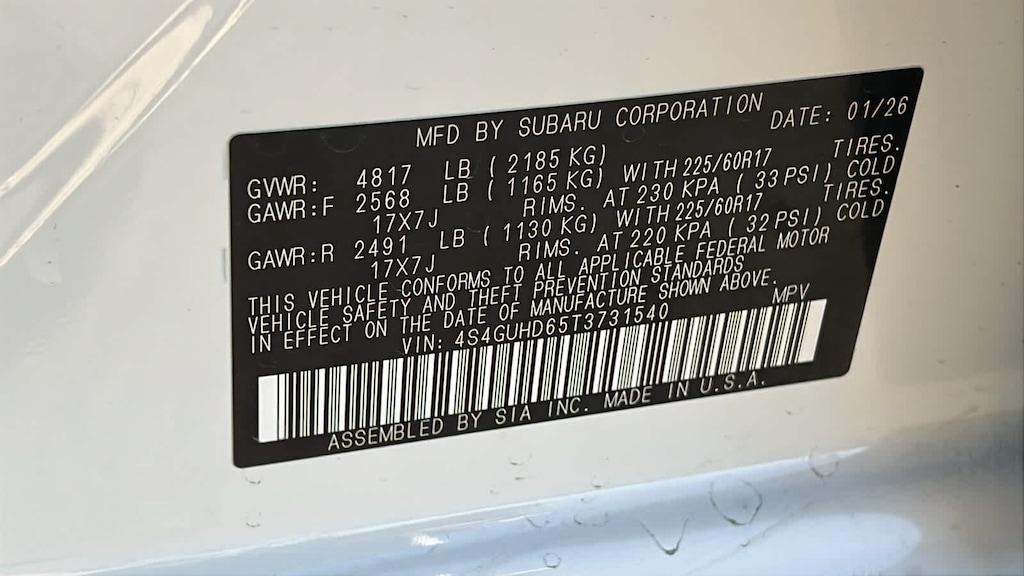 MFD BY SUBARU CORPORATION DATE: 01/26
GVWR: 4817 LB ( 2185 KG)
GAWR:F 2568 LB ( 1165 KG) WITH 225/60R17 TIRES.
17X7J RIMS. AT 230 KPA ( 33 PSI) COLD
GAWR:R 2491 LB ( 1130 KG) WITH 225/60R17 TIRES.
17X7J RIMS. AT 220 KPA ( 32 PSI) COLD
THIS VEHICLE CONFORMS TO ALL APPLICABLE FEDERAL MOTOR
VEHICLE SAFETY AND THEFT PREVENTION STANDARDS
IN EFFECT ON THE DATE OF MANUFACTURE SHOWN ABOVE.
VIN: 4S4GUHD65T3731540 MPV
ASSEMBLED BY SIA INC. MADE IN U.S.A.